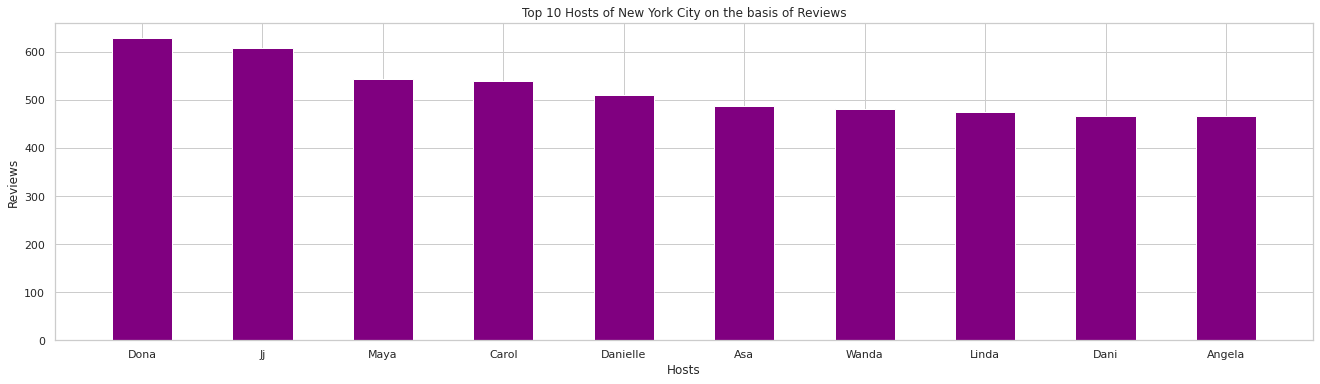 Top 10 Hosts of New York City on the basis of Reviews
Reviews
600
500
400
300
200
100
0
Dona Jj Maya Carol Danielle Asa Wanda Linda Dani Angela
Hosts